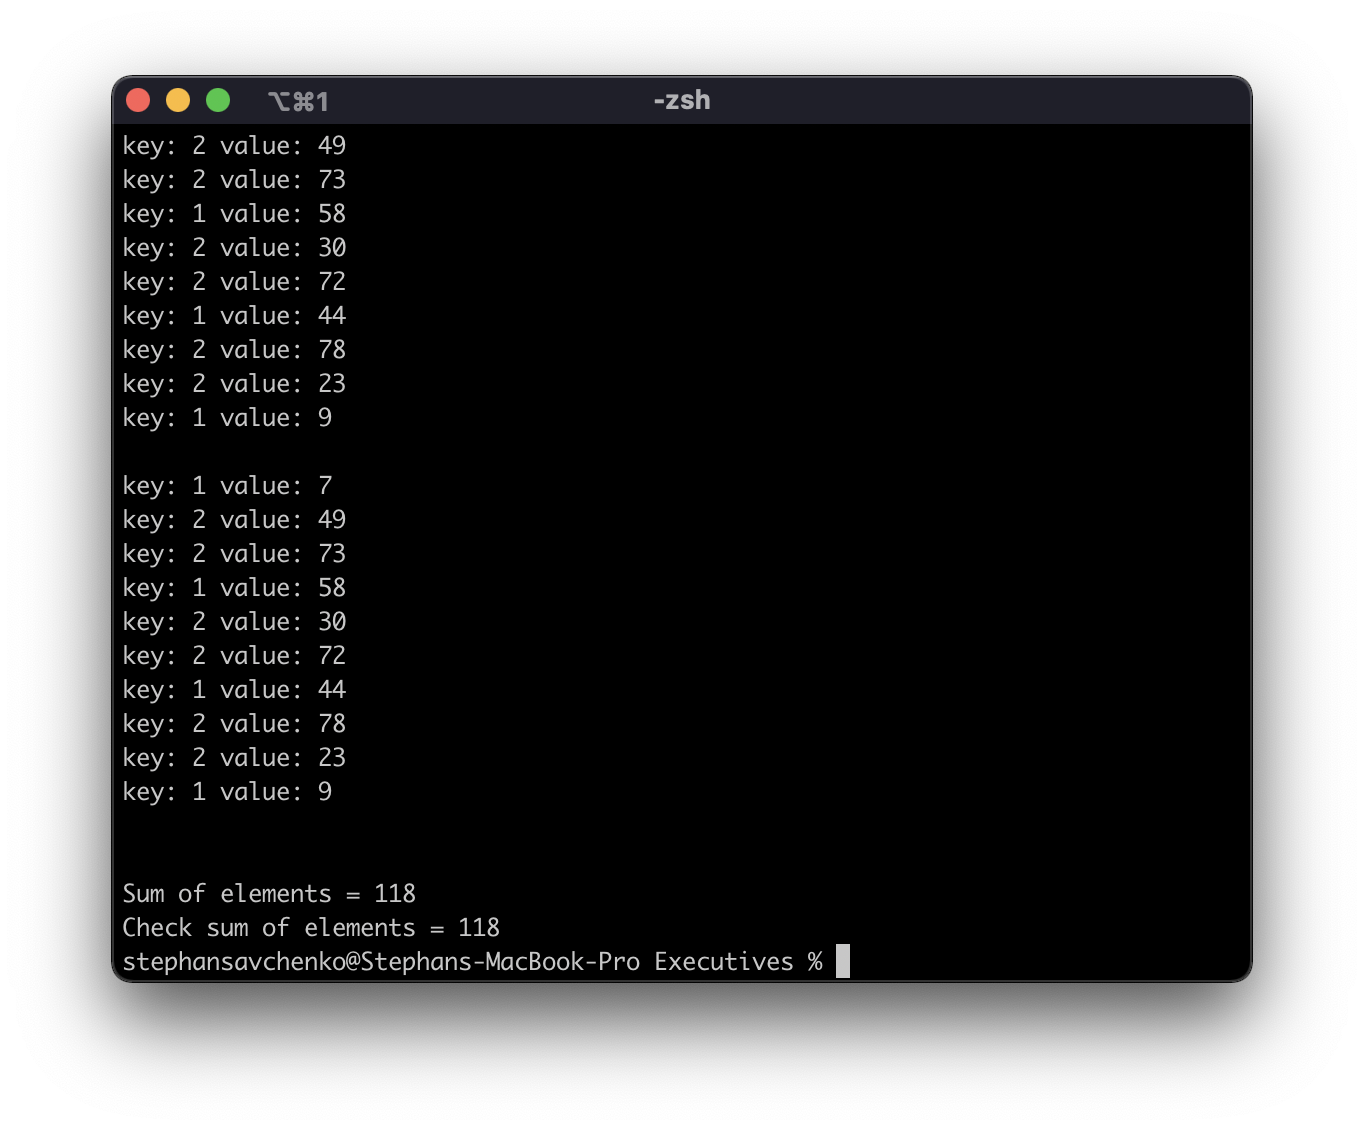 ⌥⌘1
-zsh
key: 2 value: 49
key: 2 value: 73
key: 1 value: 58
key: 2 value: 30
key: 2 value: 72
key: 1 value: 44
key: 2 value: 78
key: 2 value: 23
key: 1 value: 9
key: 1 value: 7
key: 2 value: 49
key: 2 value: 73
key: 1 value: 58
key: 2 value: 30
key: 2 value: 72
key: 1 value: 44
key: 2 value: 78
key: 2 value: 23
key: 1 value: 9
Sum of elements = 118
Check sum of elements = 118
stephansavchenko@Stephans-MacBook-Pro Executives %